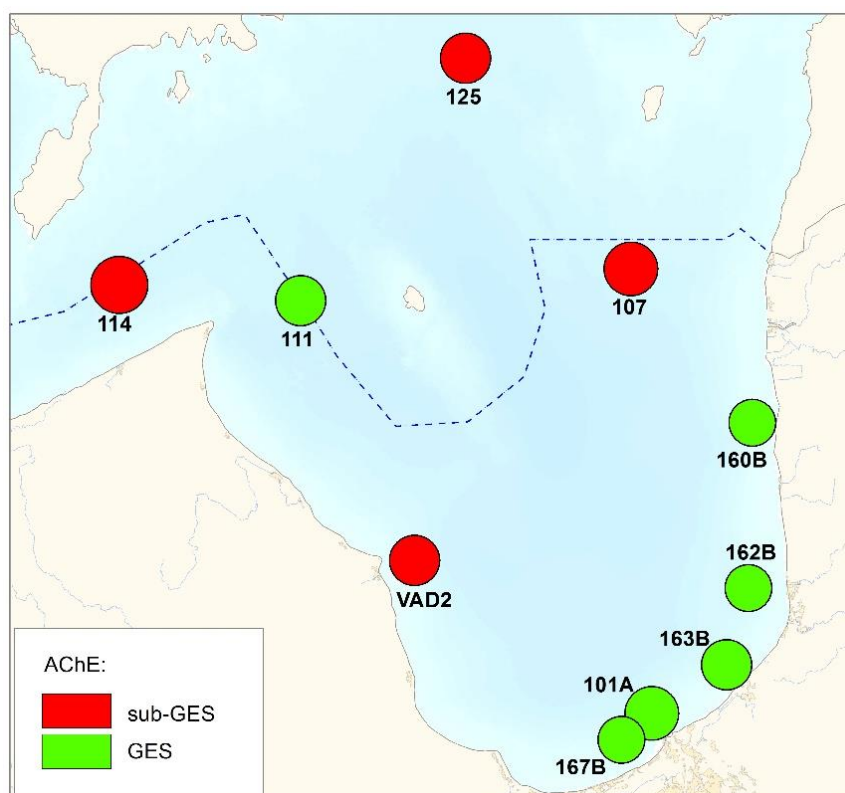 125
114
111
107
160B
VAD2
162B
163B
101A
167B
AChE:
sub-GES
GES